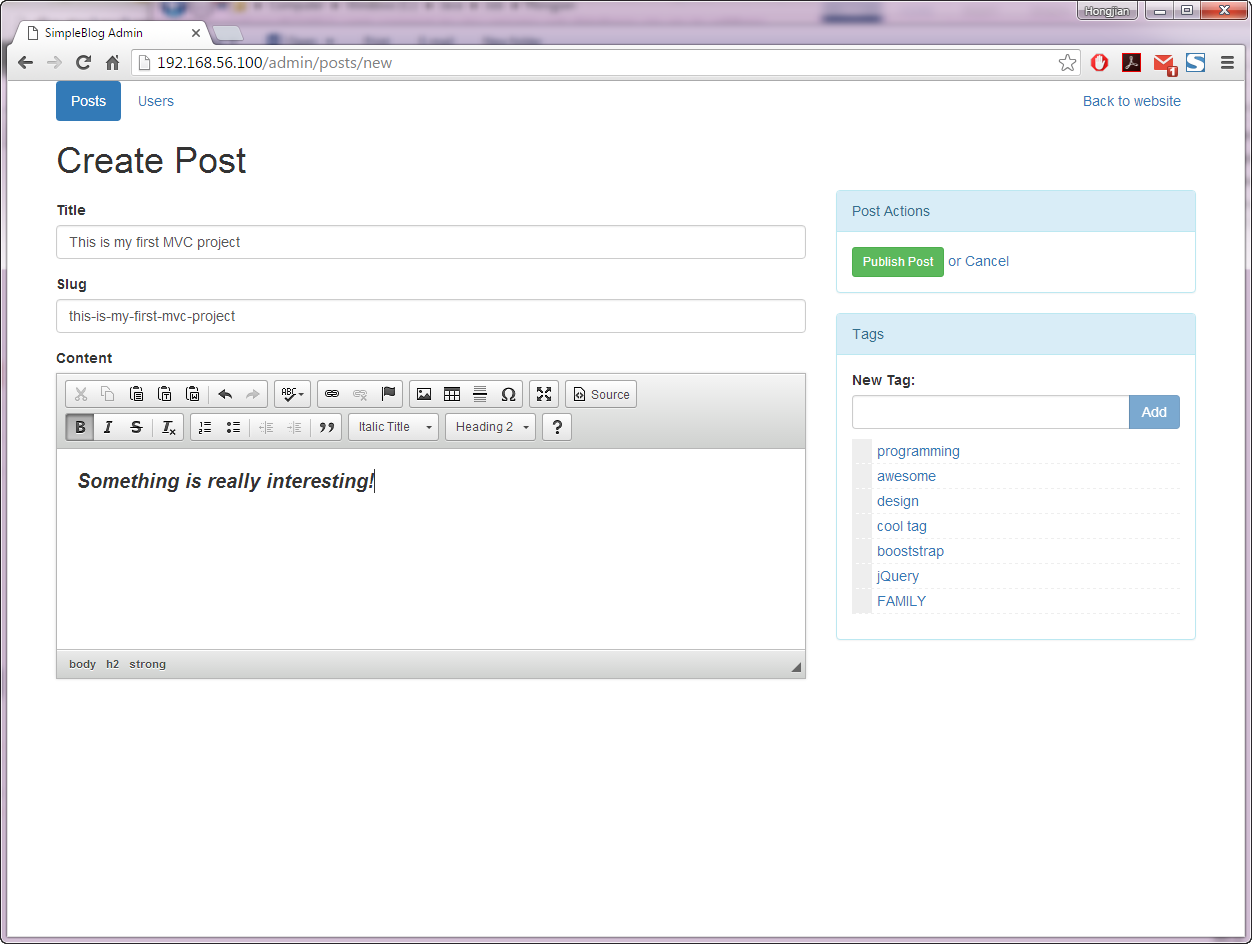 Hongjian
SimpleBlog Admin
192.168.56.100/admin/posts/new
1
Posts Users Back to website
Create Post
Title
This is my first MVC project
Slug
this-is-my-first-mvc-project
Content
ABC Ω Source
B I S Tx Italic Title Heading 2 ?
Something is really interesting!
body h2 strong
Post Actions
Publish Post or Cancel
Tags
New Tag:
Add
programming
awesome
design
cool tag
booststrap
jQuery
FAMILY